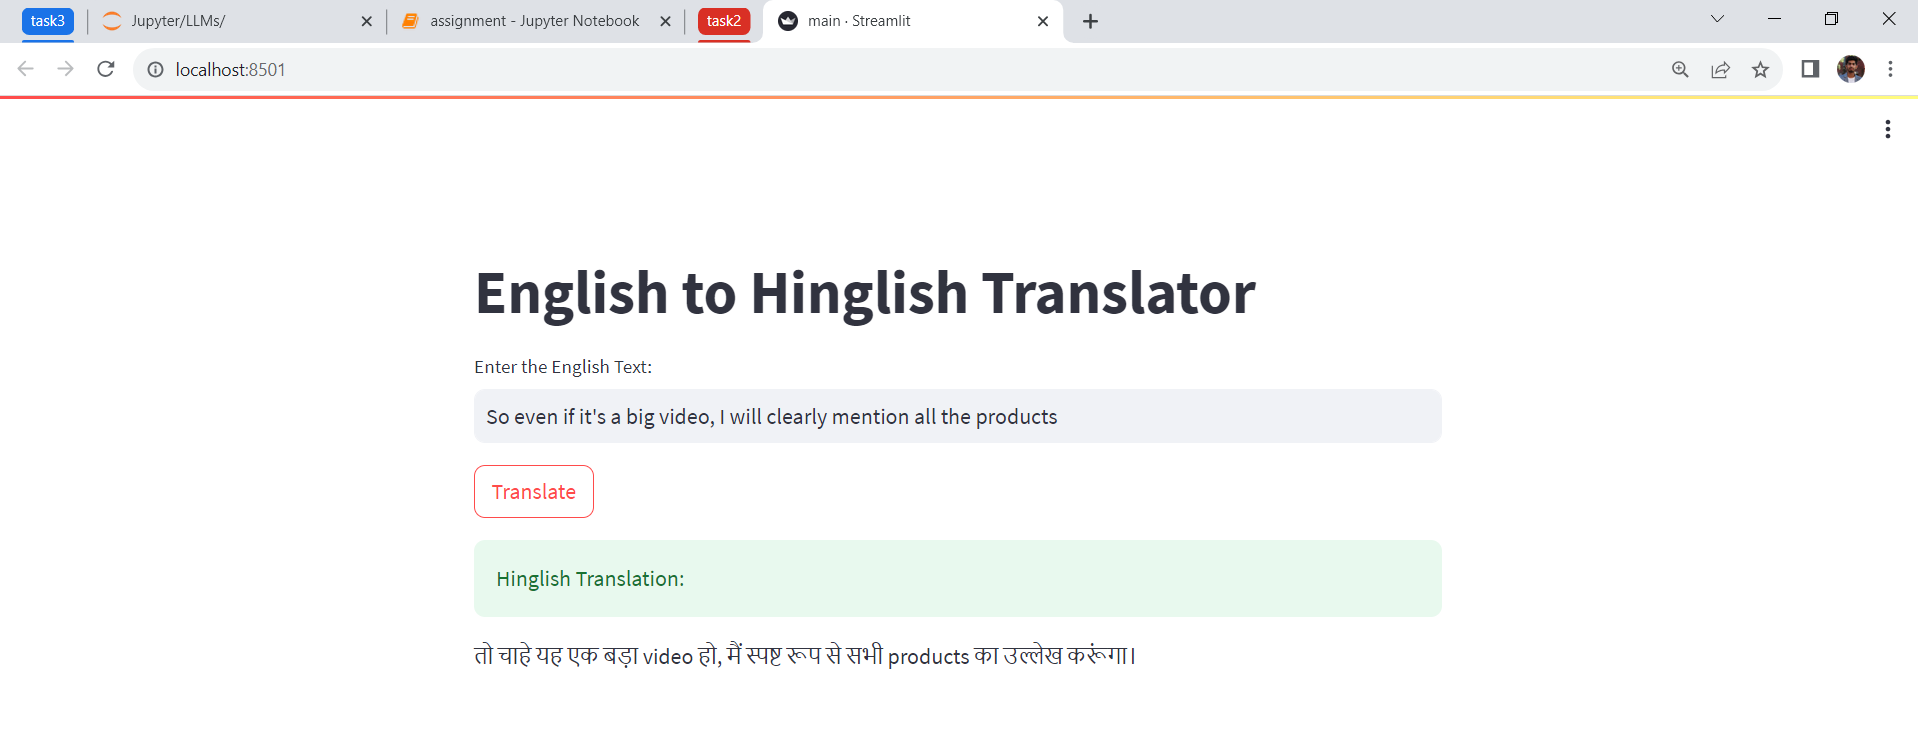 task3 Jupyter/LLMs/ assignment - Jupyter Notebook task2 main · Streamlit
localhost:8501
English to Hinglish Translator
Enter the English Text:
So even if it's a big video, I will clearly mention all the products
Translate
Hinglish Translation:
तो चाहे यह एक बड़ा video हो, मैं स्पष्ट रूप से सभी products का उल्लेख करूंगा।